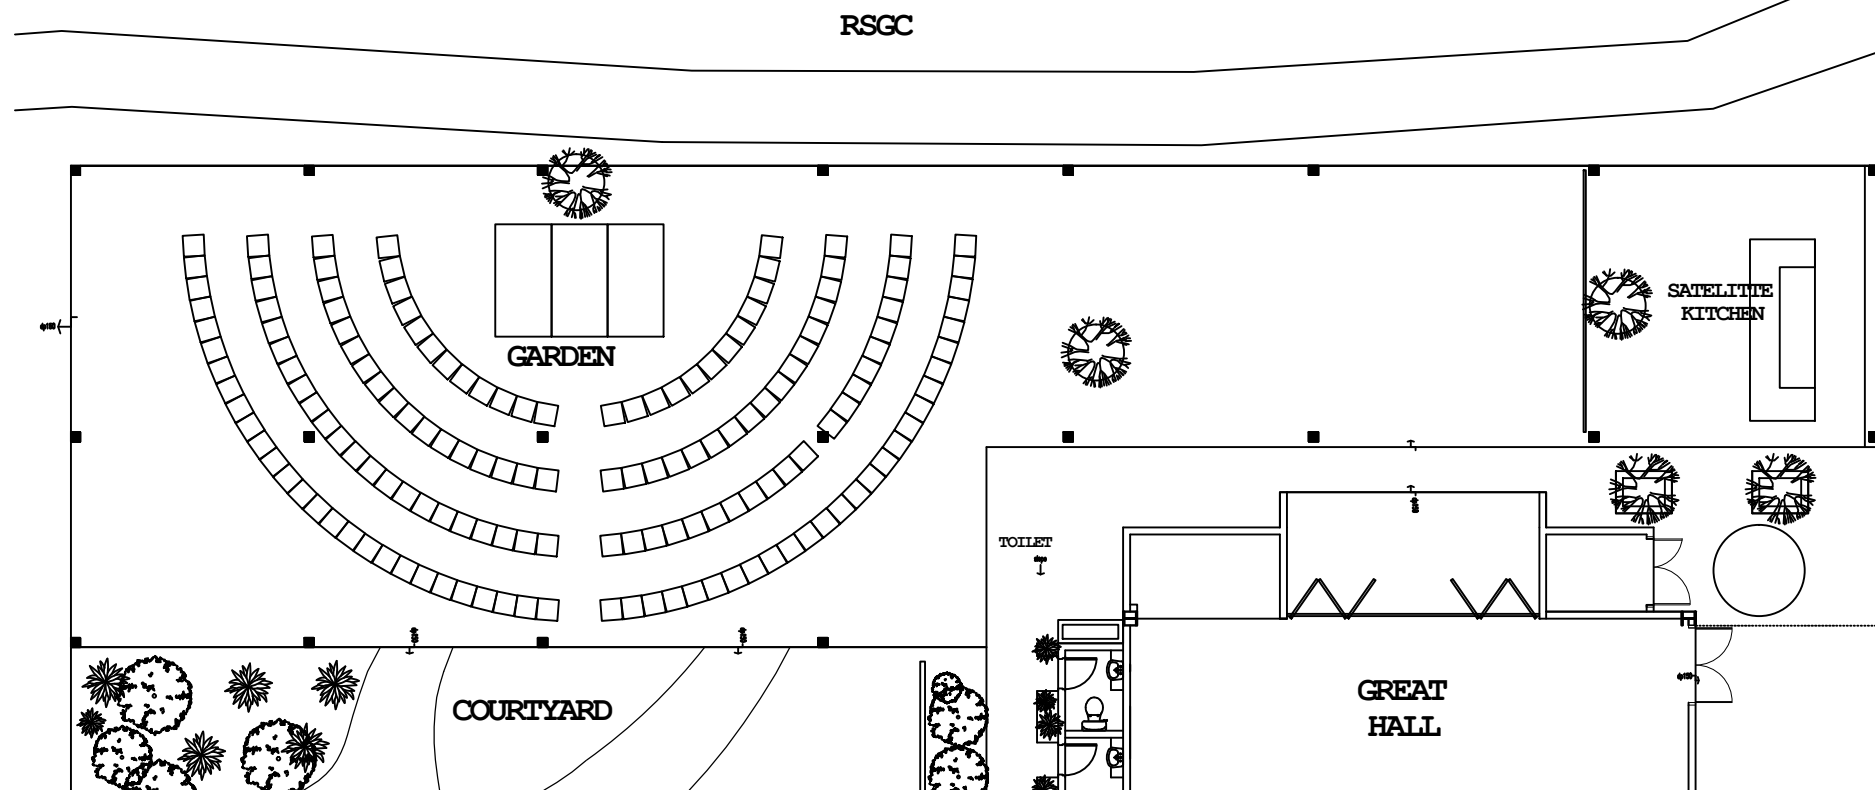 RSGC
GARDEN
SATELITTE
KITCHEN
TOILET
COURTYARD
GREAT
HALL